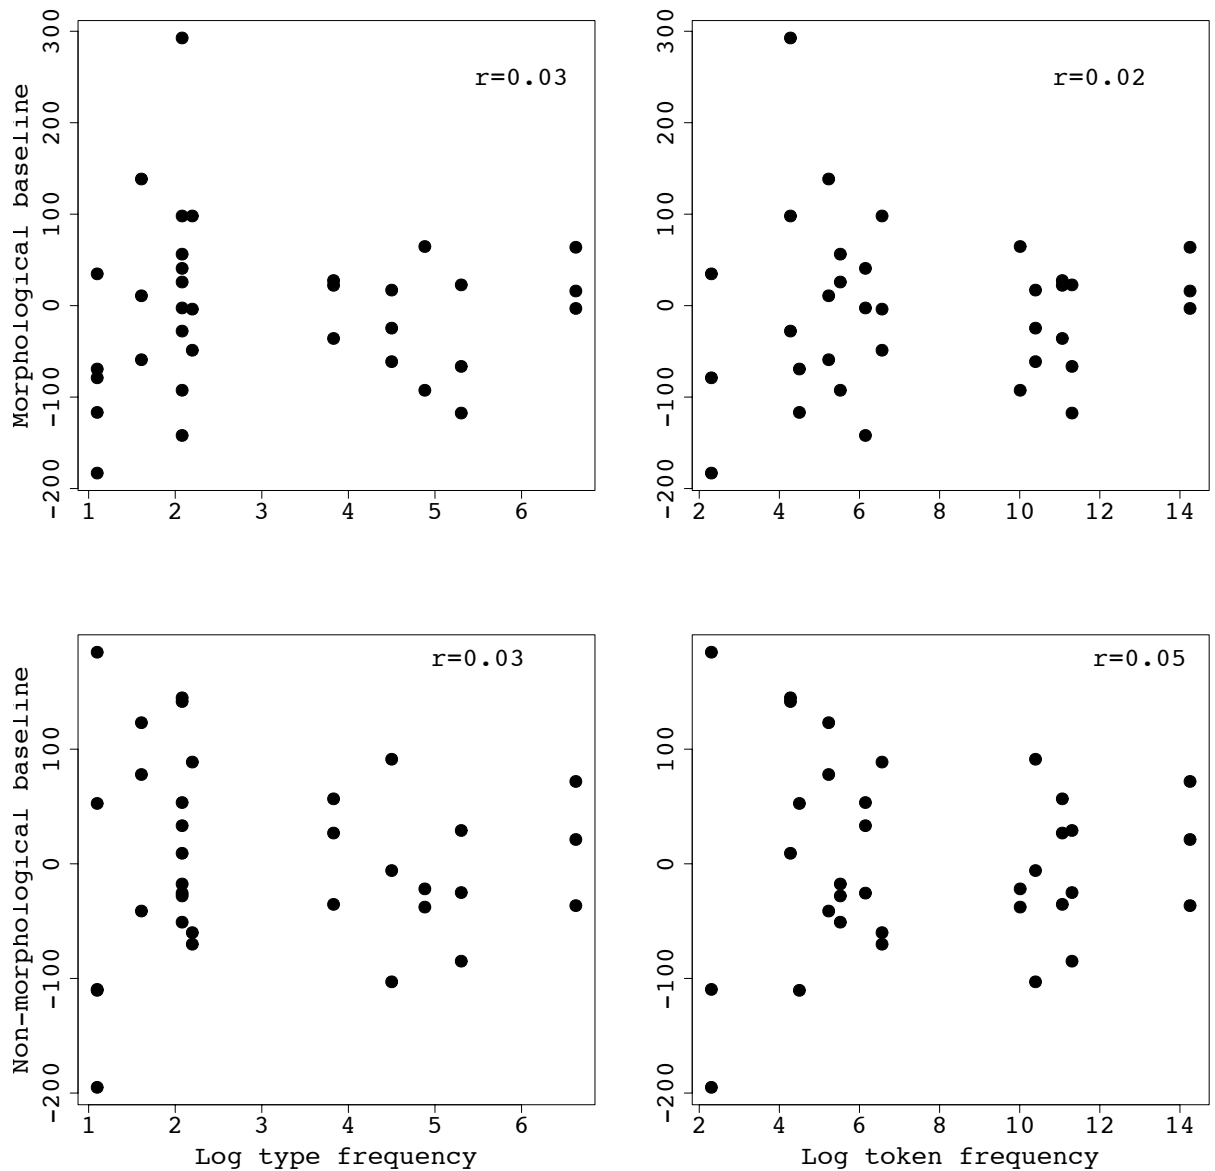 Morphological baseline
300
200
100
0
-100
-200
r=0.03
1 2 3 4 5 6
300
200
100
0
-100
-200
r=0.02
2 4 6 8 10 12 14
Non-morphological baseline
100
0
-100
-200
r=0.03
1 2 3 4 5 6
Log type frequency
100
0
-100
-200
r=0.05
2 4 6 8 10 12 14
Log token frequency